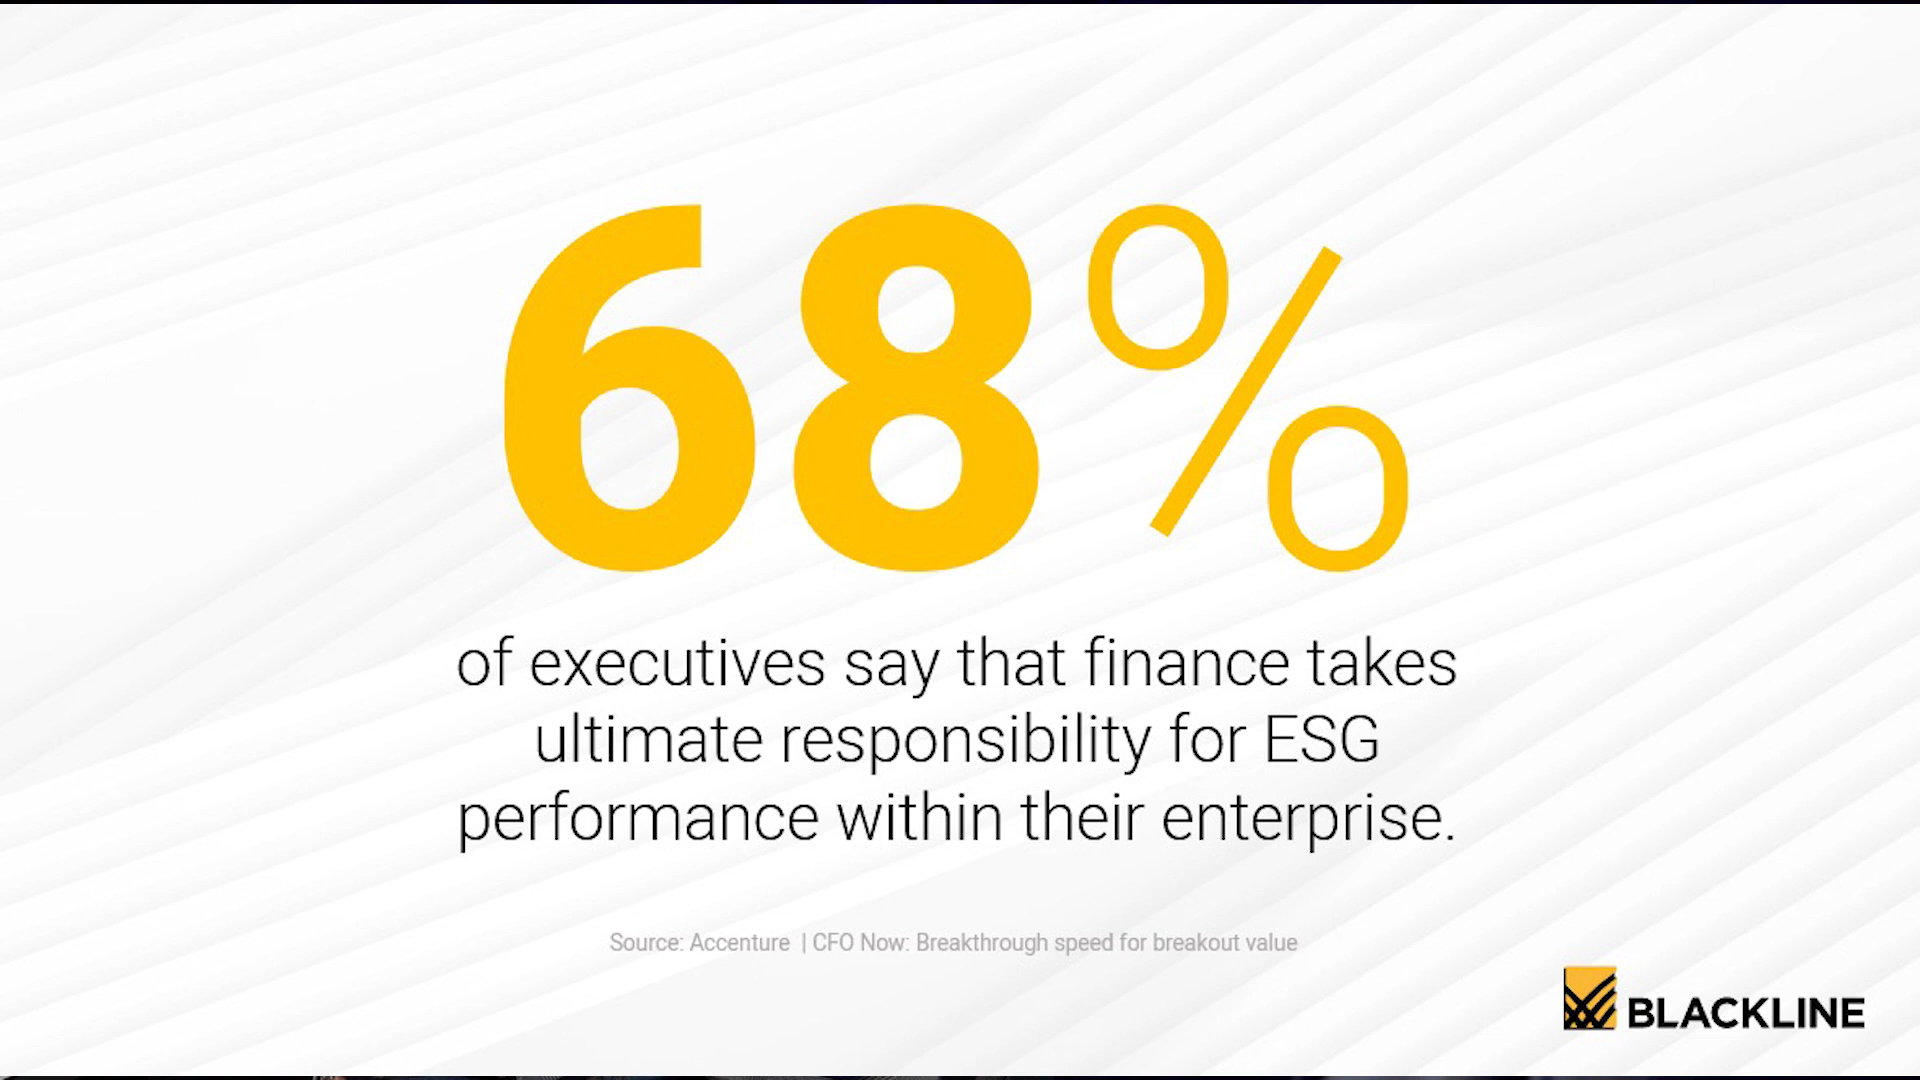 68%
of executives say that finance takes
ultimate responsibility for ESG
performance within their enterprise.
Source: Accenture | CFO Now: Breakthrough speed for breakout value
BLACKLINE